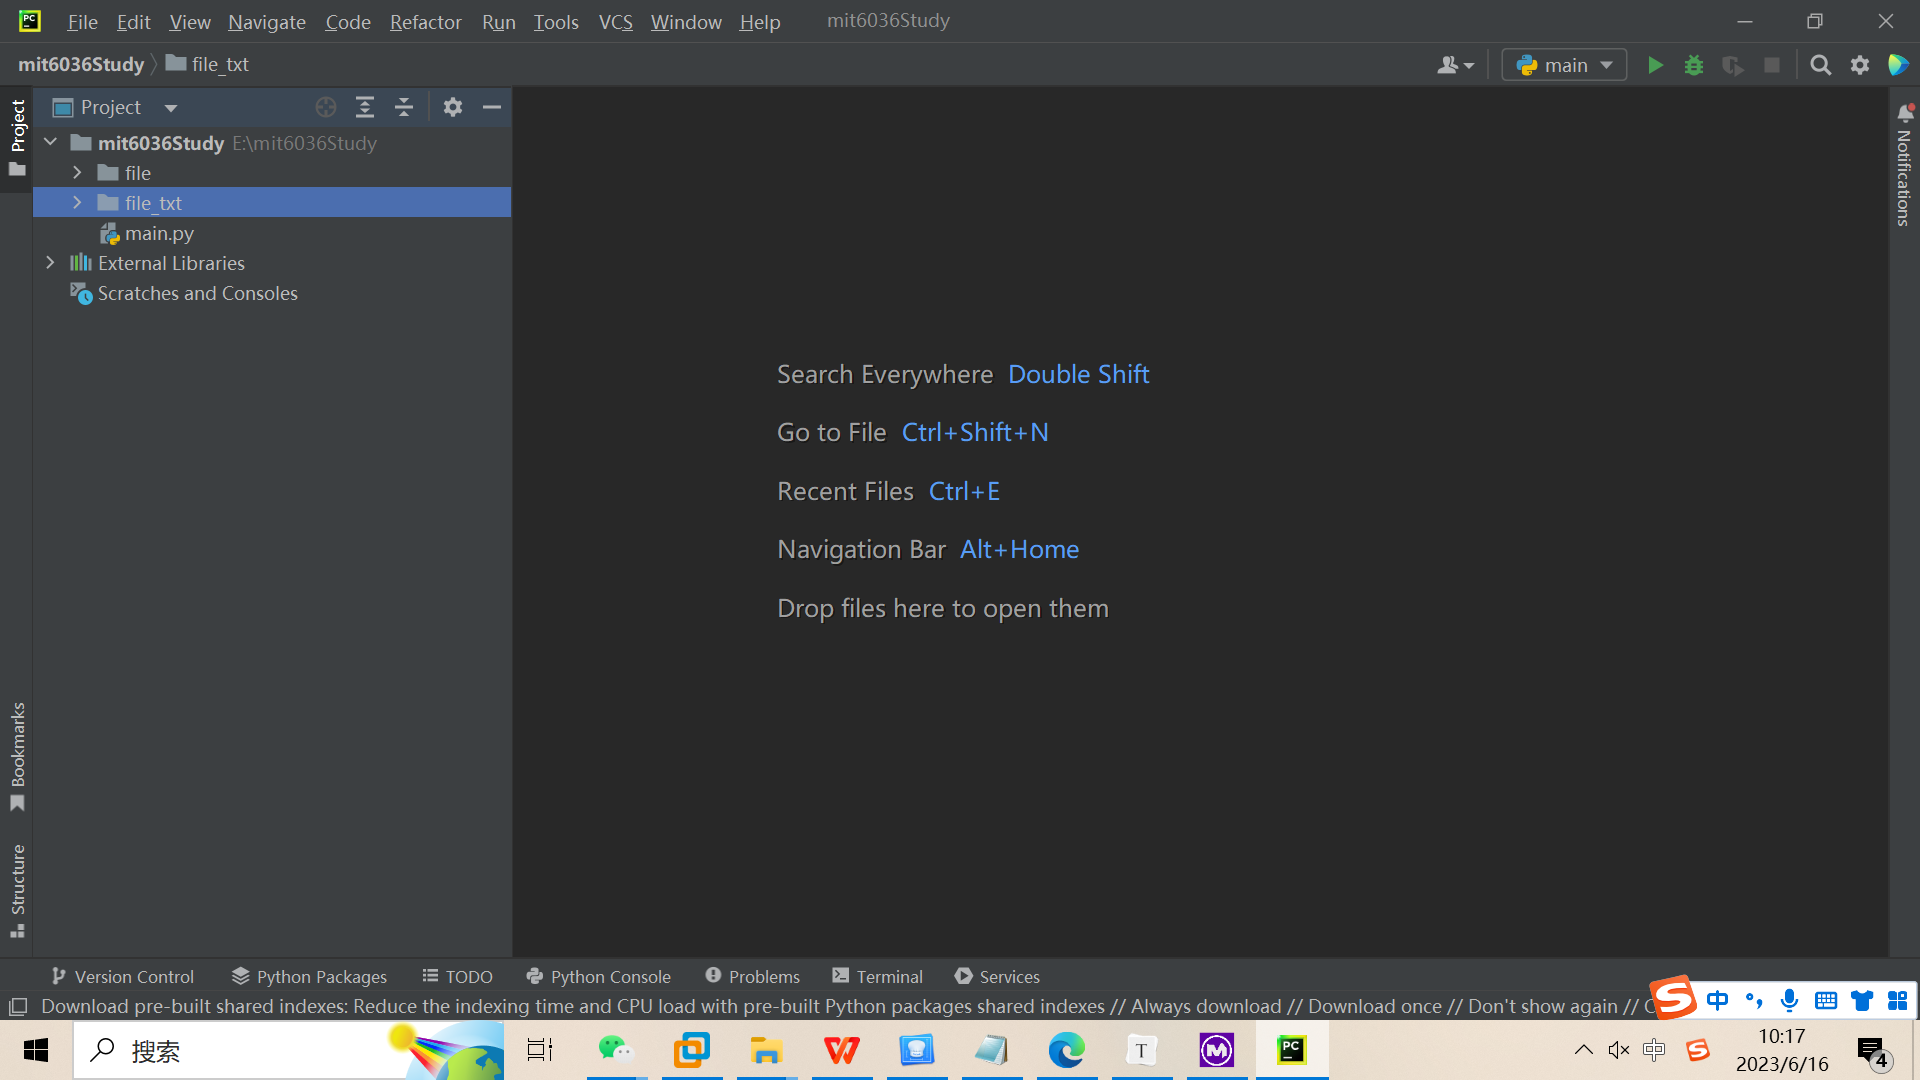 File Edit View Navigate Code Refactor Run Tools VCS Window Help mit6036Study
mit6036Study file_txt main
Project
Project
mit6036Study E:\mit6036Study
file
file_txt
main.py
External Libraries
Scratches and Consoles
Notifications
Search Everywhere Double Shift
Go to File Ctrl+Shift+N
Recent Files Ctrl+E
Navigation Bar Alt+Home
Drop files here to open them
Bookmarks
Structure
Version Control Python Packages TODO Python Console Problems Terminal Services
Download pre-built shared indexes: Reduce the indexing time and CPU load with pre-built Python packages shared indexes // Always download // Download once // Don't show again // C
中
搜索
中
10:17
2023/6/16
4